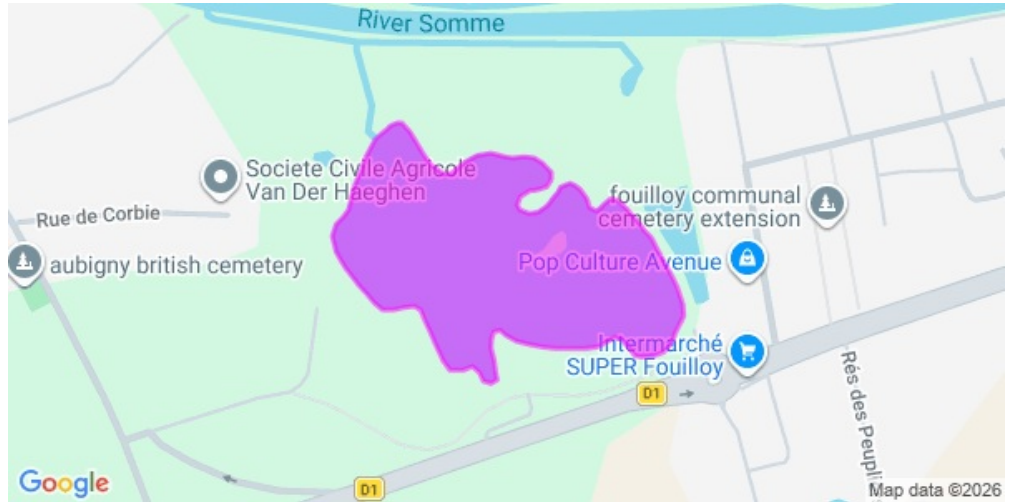 River Somme
Societe Civile Agricole
Van Der Haeghen
fouilloy communal
cemetery extension
Rue de Corbie
aubigny british cemetery
Pop Culture Avenue
Intermarché
SUPER Fouilloy
D1
Rés des Peupli
D1
Google
Map data ©2026